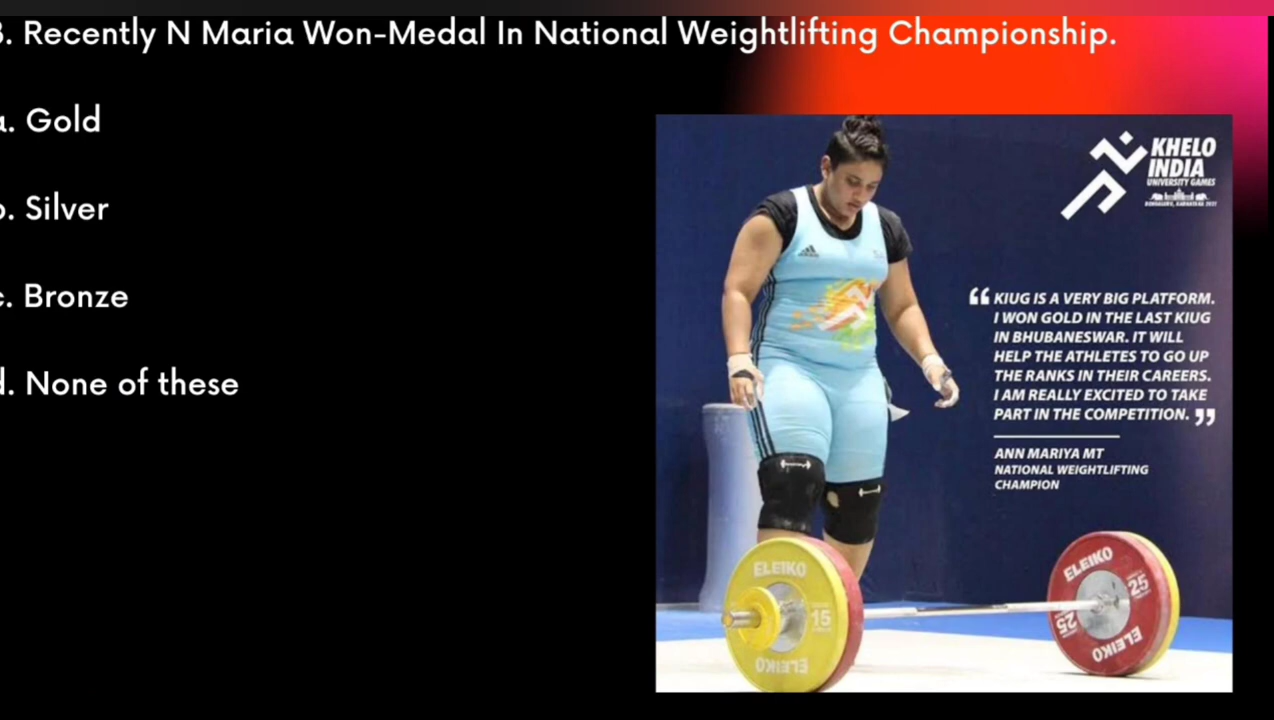 3. Recently N Maria Won-Medal In National Weightlifting Championship.
a. Gold
b. Silver
c. Bronze
d. None of these
KHELO
INDIA
UNIVERSITY GAMES
BENGALURU, KARNATAKA 2021
“ KIUG IS A VERY BIG PLATFORM.
I WON GOLD IN THE LAST KIUG
IN BHUBANESWAR. IT WILL
HELP THE ATHLETES TO GO UP
THE RANKS IN THEIR CAREERS.
I AM REALLY EXCITED TO TAKE
PART IN THE COMPETITION. ”
ANN MARIYA MT
NATIONAL WEIGHTLIFTING
CHAMPION
ELEIKO
15
ELEIKO
ELEIKO
25
25
ELEIKO